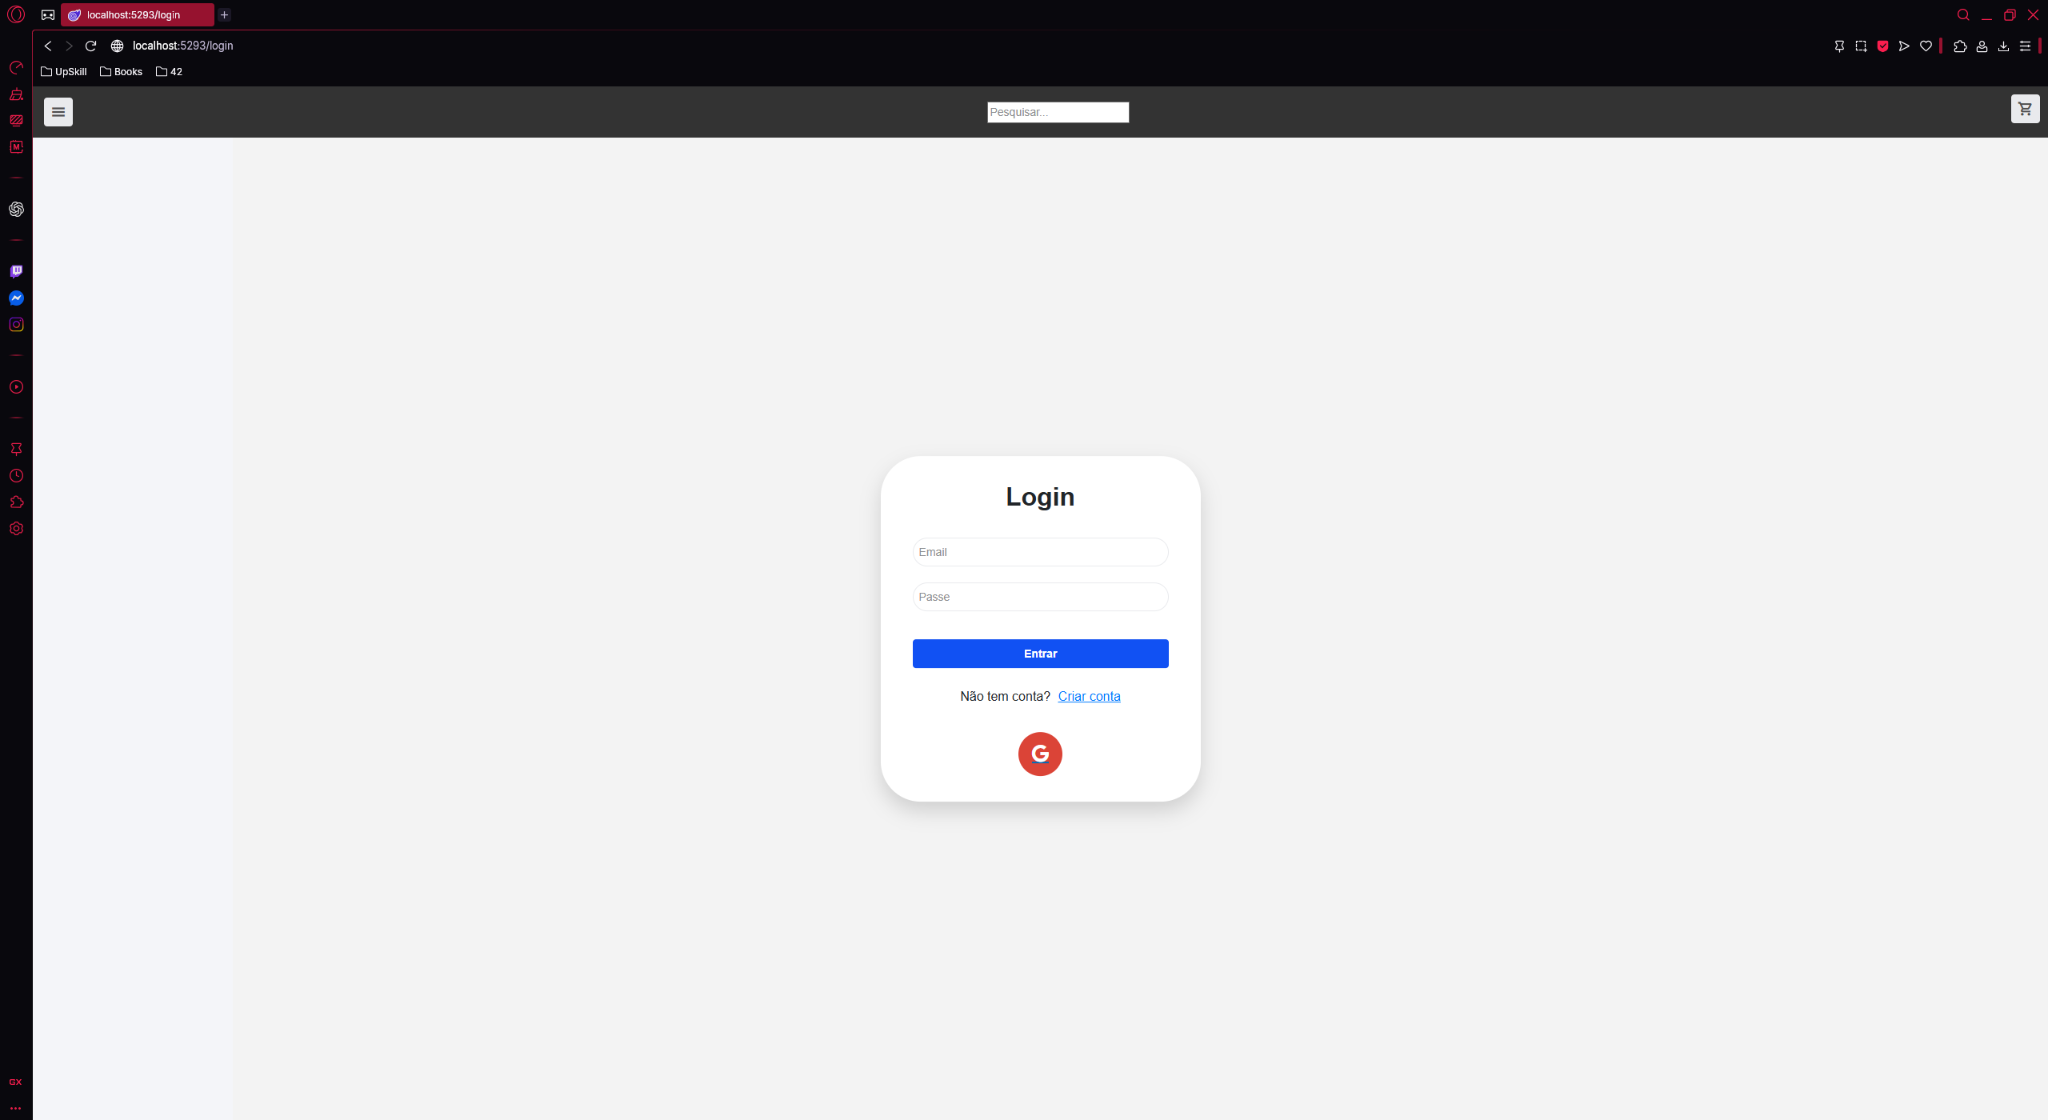 localhost:5293/login
localhost:5293/login
UpSkill Books 42
Pesquisar...
M
Login
Email
Passe
Entrar
Não tem conta? Criar conta
G
GX